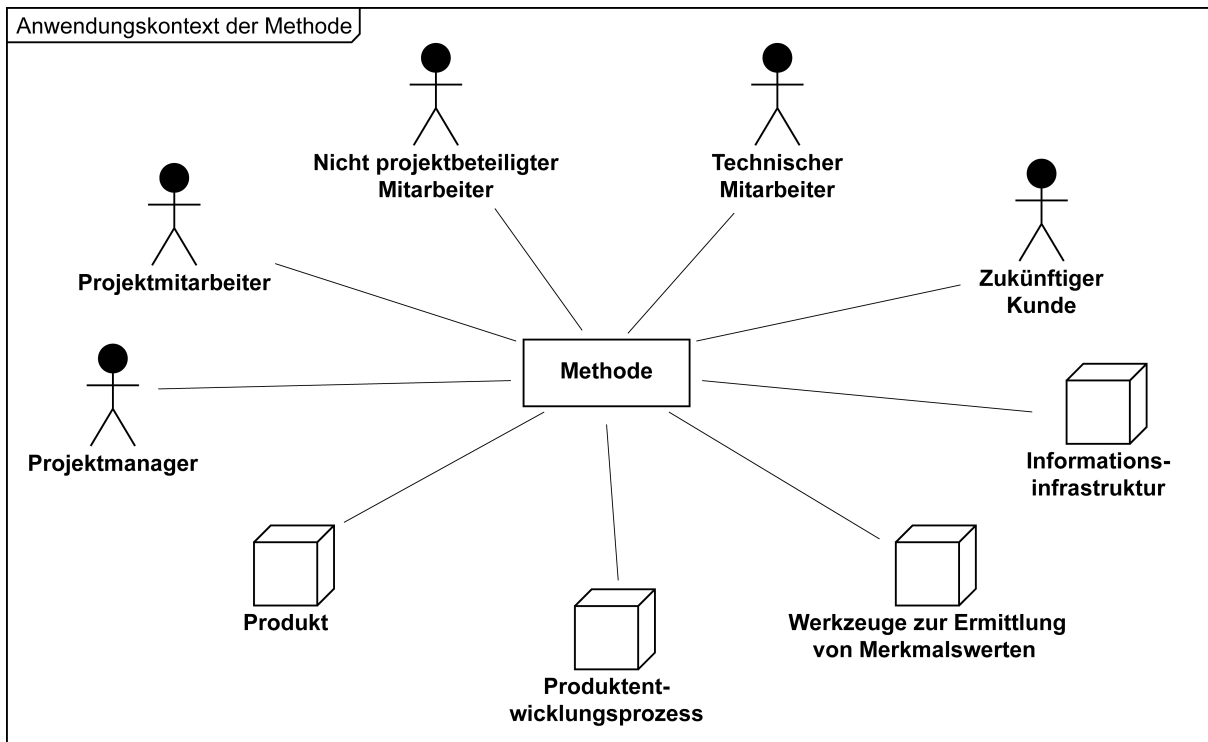 Anwendungskontext der Methode
Nicht projektbeteiligter
Mitarbeiter
Technischer
Mitarbeiter
Projektmitarbeiter
Zukünftiger
Kunde
Methode
Projektmanager
Informations-
infrastruktur
Produkt
Werkzeuge zur Ermittlung
von Merkmalswerten
Produktent-
wicklungsprozess